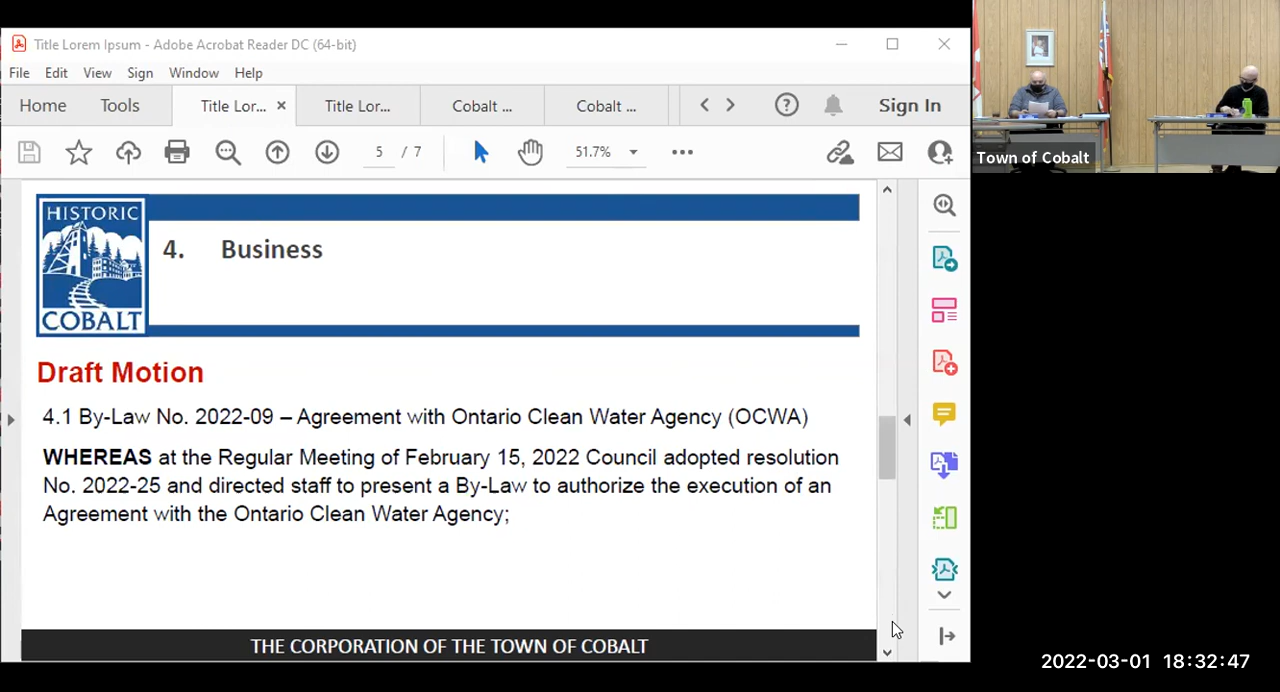 Title Lorem Ipsum - Adobe Acrobat Reader DC (64-bit)
File Edit View Sign Window Help
Home Tools Title Lor... Title Lor... Cobalt ... Cobalt ... Sign In
5 / 7 51.7%
Town of Cobalt
HISTORIC
COBALT
4. Business
Draft Motion
4.1 By-Law No. 2022-09 – Agreement with Ontario Clean Water Agency (OCWA)
WHEREAS at the Regular Meeting of February 15, 2022 Council adopted resolution
No. 2022-25 and directed staff to present a By-Law to authorize the execution of an
Agreement with the Ontario Clean Water Agency;
THE CORPORATION OF THE TOWN OF COBALT
2022-03-01 18:32:47